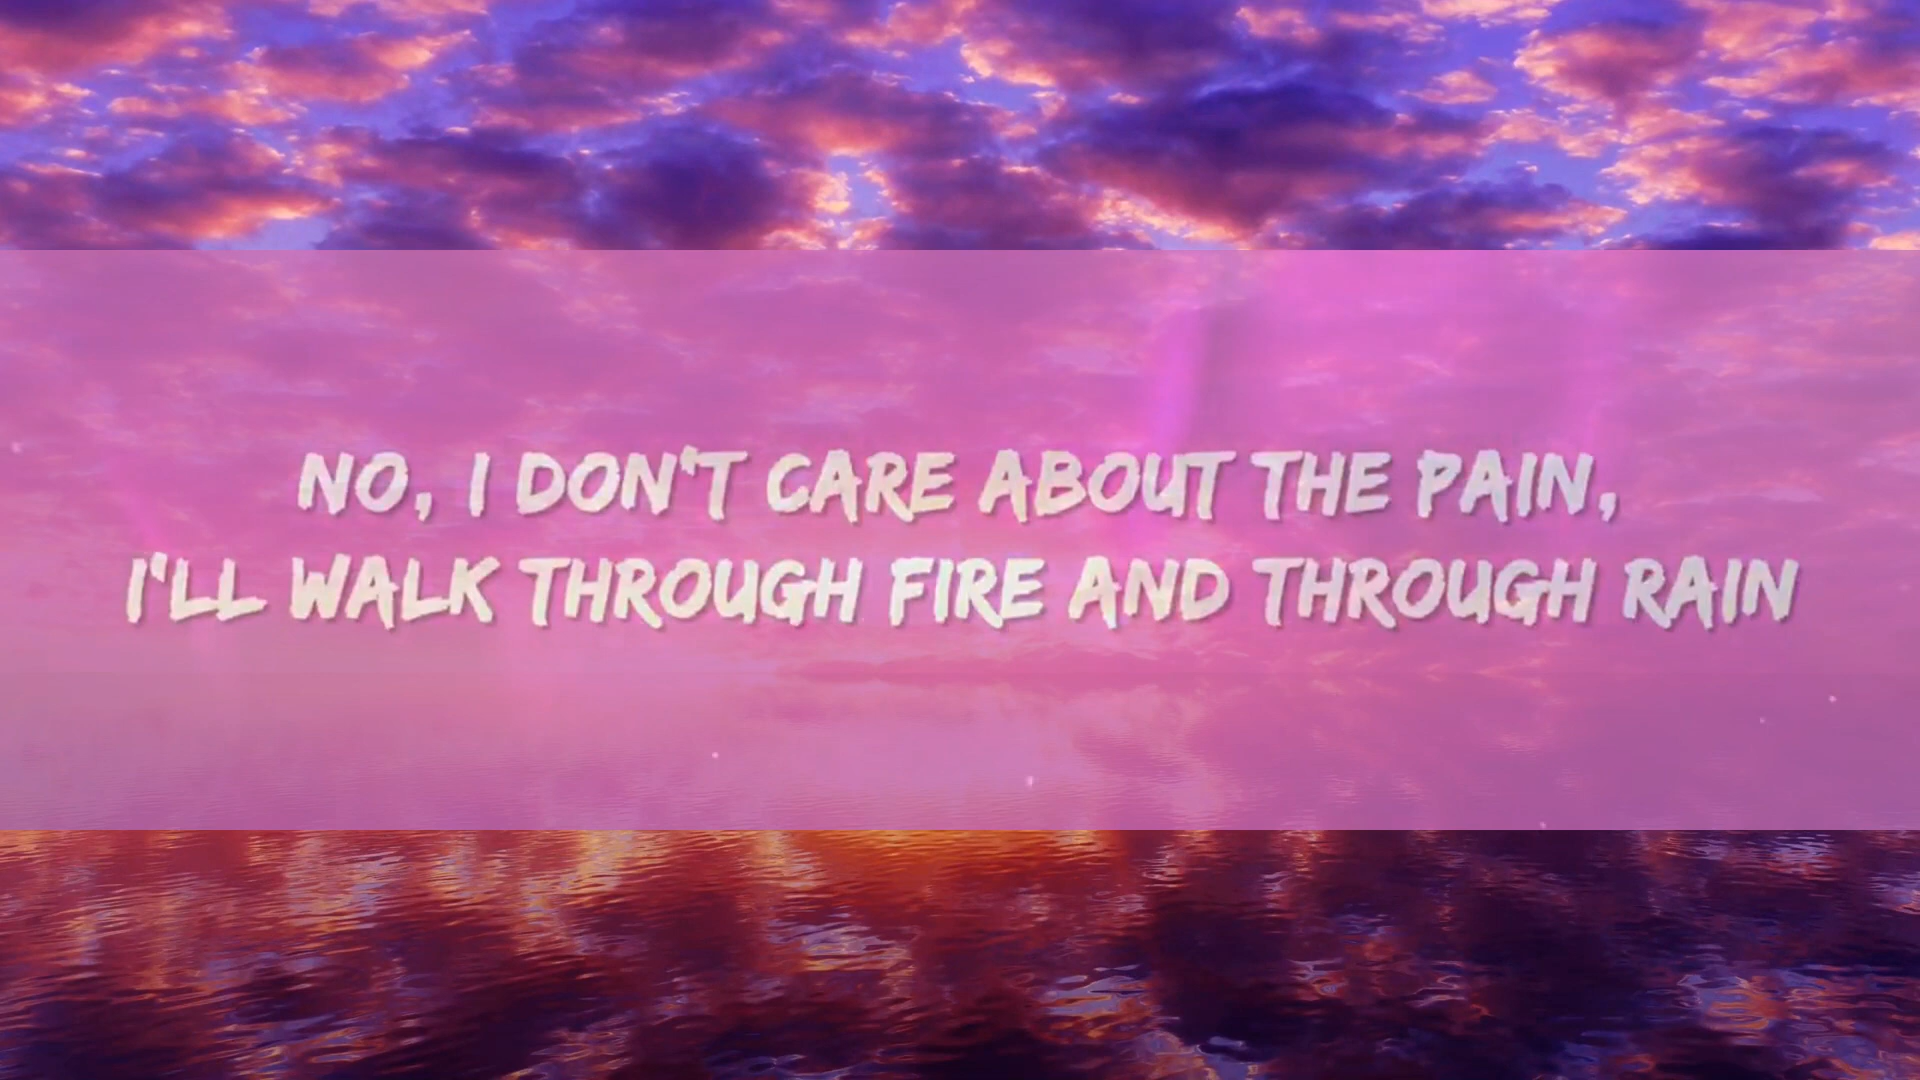 NO, I DON'T CARE ABOUT THE PAIN,
I'LL WALK THROUGH FIRE AND THROUGH RAIN